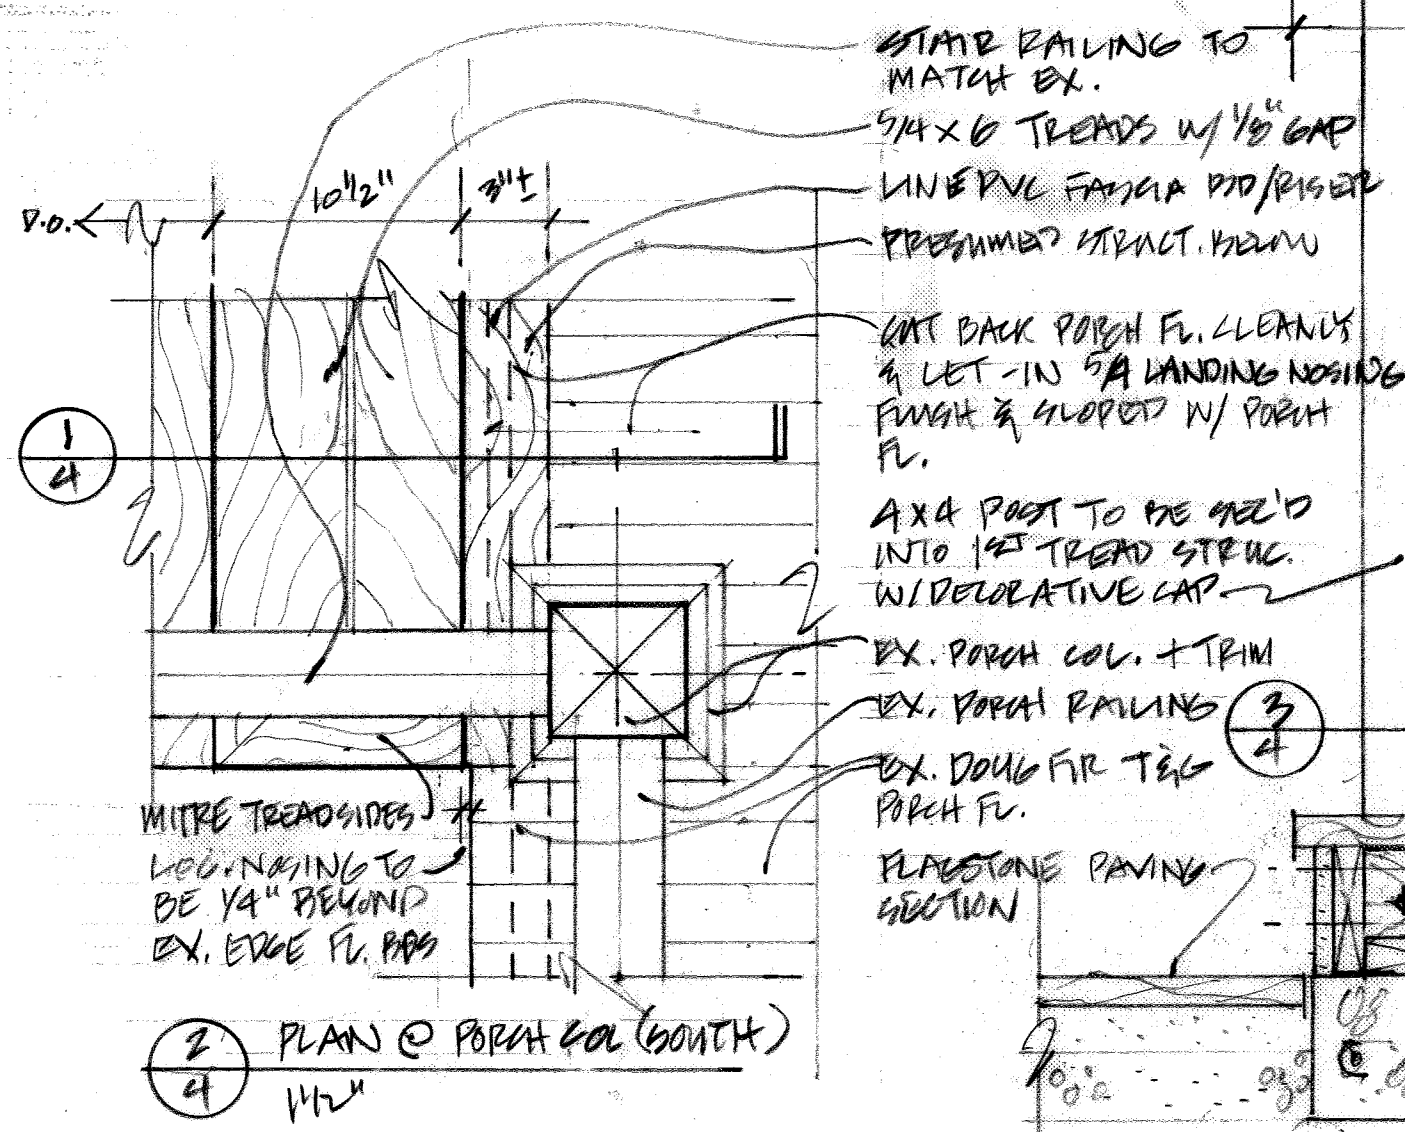 STAIR RAILING TO
MATCH EX.
5/4 X 6 TREADS W/ 1/8" GAP
LINE PVC FASCIA BD/RISER
PRESUMED STRUCT. BELOW
CUT BACK PORCH FL. CLEANLY
& LET-IN 5/4 LANDING NOSING
FLUSH & SLOPED W/ PORCH
FL.
4X4 POST TO BE SEC'D
INTO 1ST TREAD STRUC.
W/ DECORATIVE CAP
EX. PORCH COL. + TRIM
EX. PORCH RAILING
EX. DOUG FIR T&G
PORCH FL.
FLAGSTONE PAVING
SECTION
10 1/2"
3"±
D.O.
1
4
3
4
MITRE TREADSIDES
LOC. NOSING TO
BE 1/4" BEYOND
EX. EDGE FL. BDS
2
4
PLAN @ PORCH COL (SOUTH)
1 1/2"